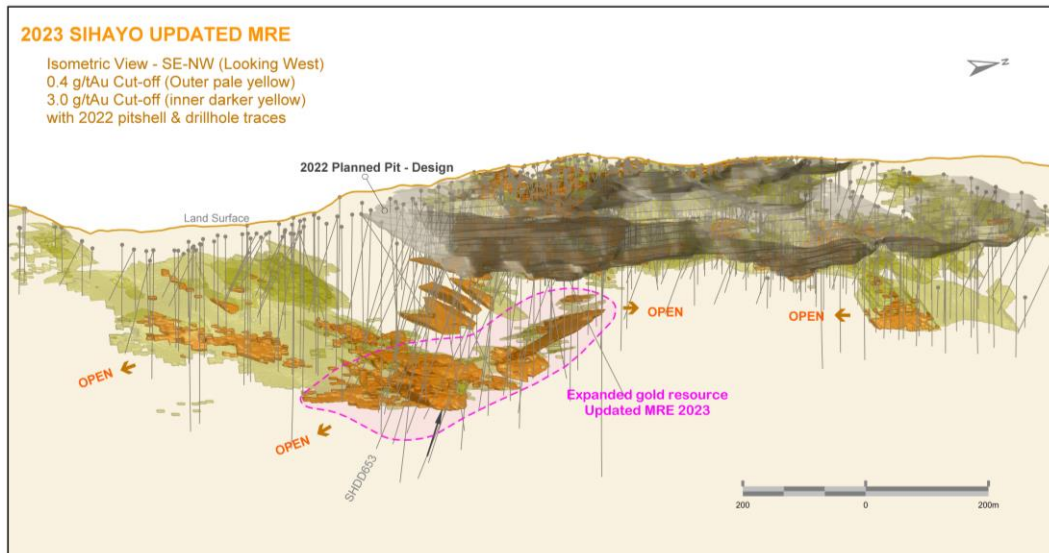 2023 SIHAYO UPDATED MRE
Isometric View - SE-NW (Looking West)
0.4 g/tAu Cut-off (Outer pale yellow)
3.0 g/tAu Cut-off (inner darker yellow)
with 2022 pitshell & drillhole traces
N
2022 Planned Pit - Design
Land Surface
OPEN
OPEN
OPEN
Expanded gold resource
Updated MRE 2023
OPEN
SHDD653
200
0
200m